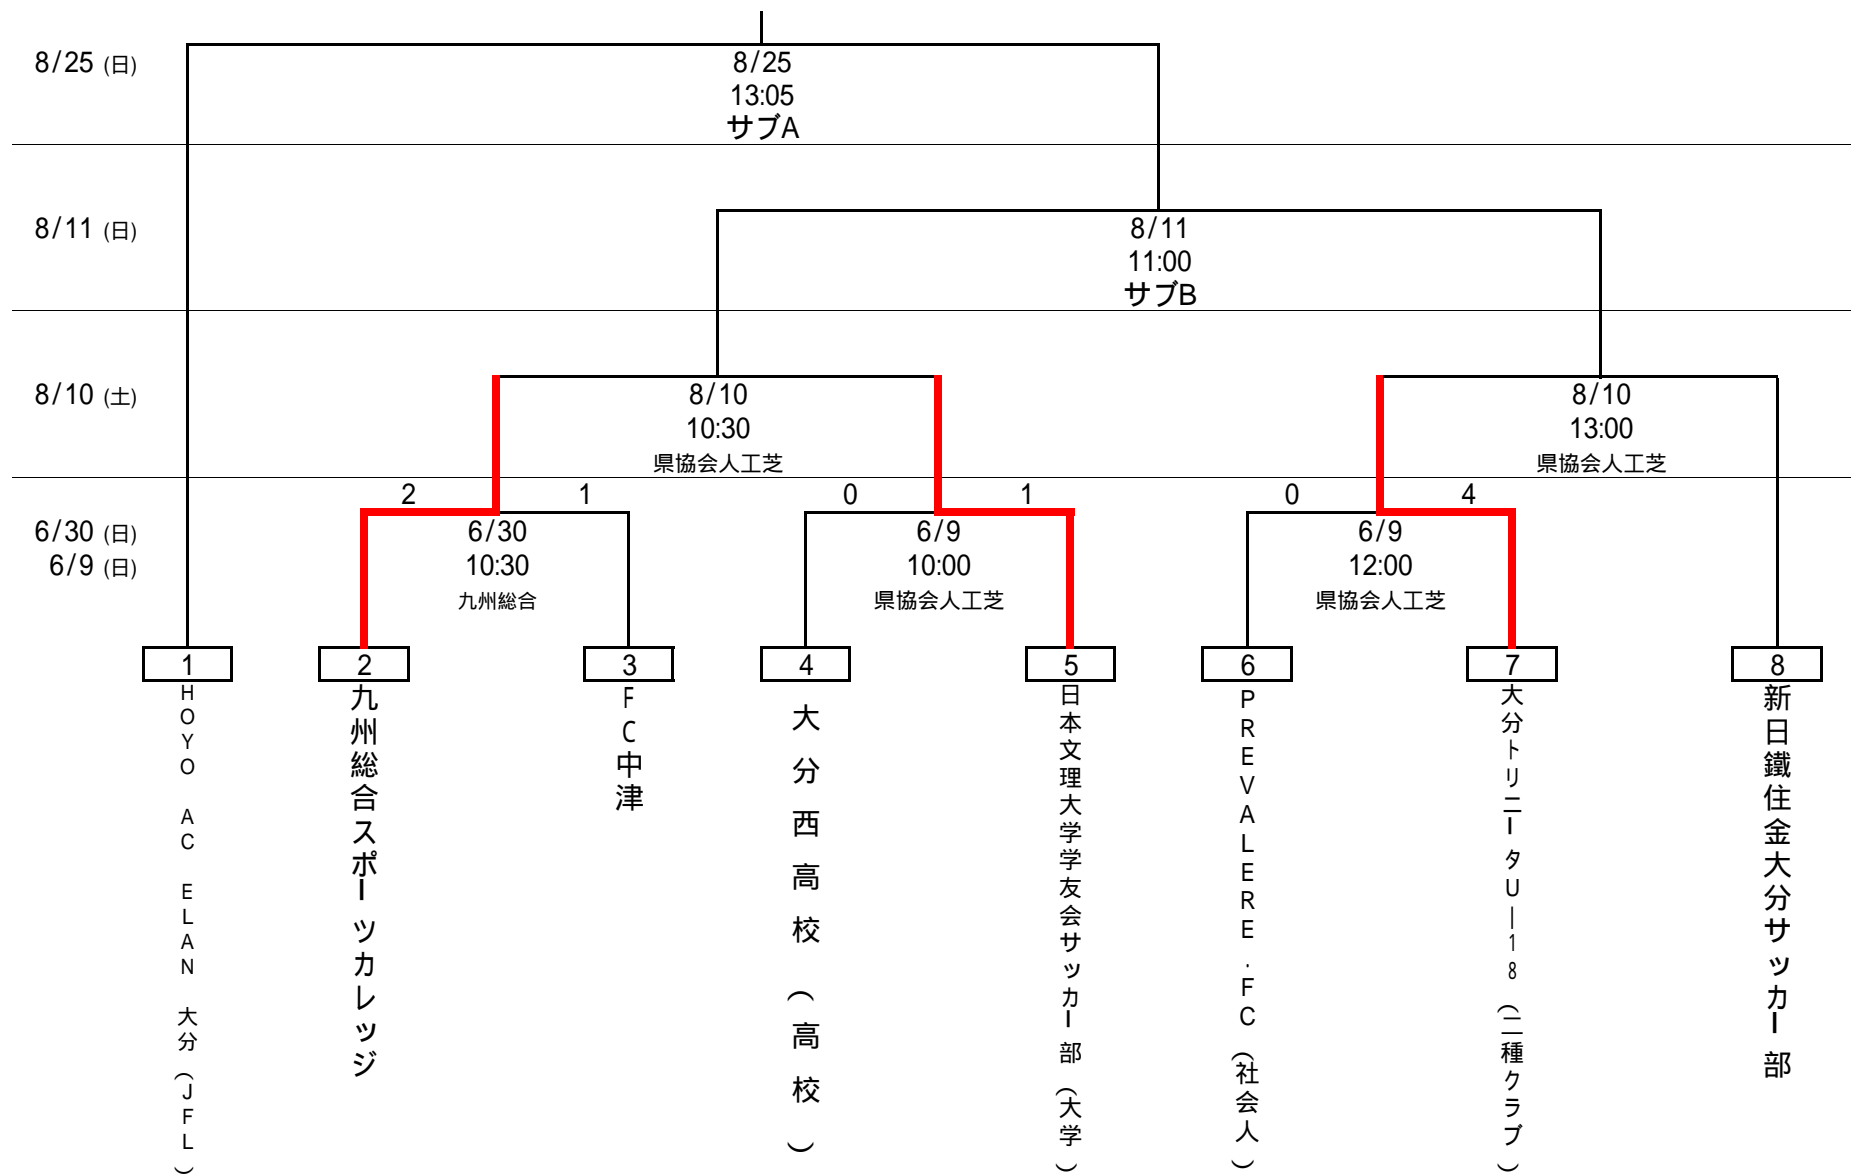 8/25 (日)
8/25
13:05
サブA
8/11 (日)
8/11
11:00
サブB
8/10 (土)
8/10
10:30
県協会人工芝
8/10
13:00
県協会人工芝
2 1 0 1 0 4
6/30 (日)
6/9 (日)
6/30
10:30
九州総合
6/9
10:00
県協会人工芝
6/9
12:00
県協会人工芝
1
HOYO AC ELAN 大分（JFL）
2
九州総合スポーツカレッジ
3
FC中津
4
大分西高校（高校）
5
日本文理大学学友会サッカー部（大学）
6
PREVALERE.FC（社会人）
7
大分トリニータU－18（二種クラブ）
8
新日鐵住金大分サッカー部